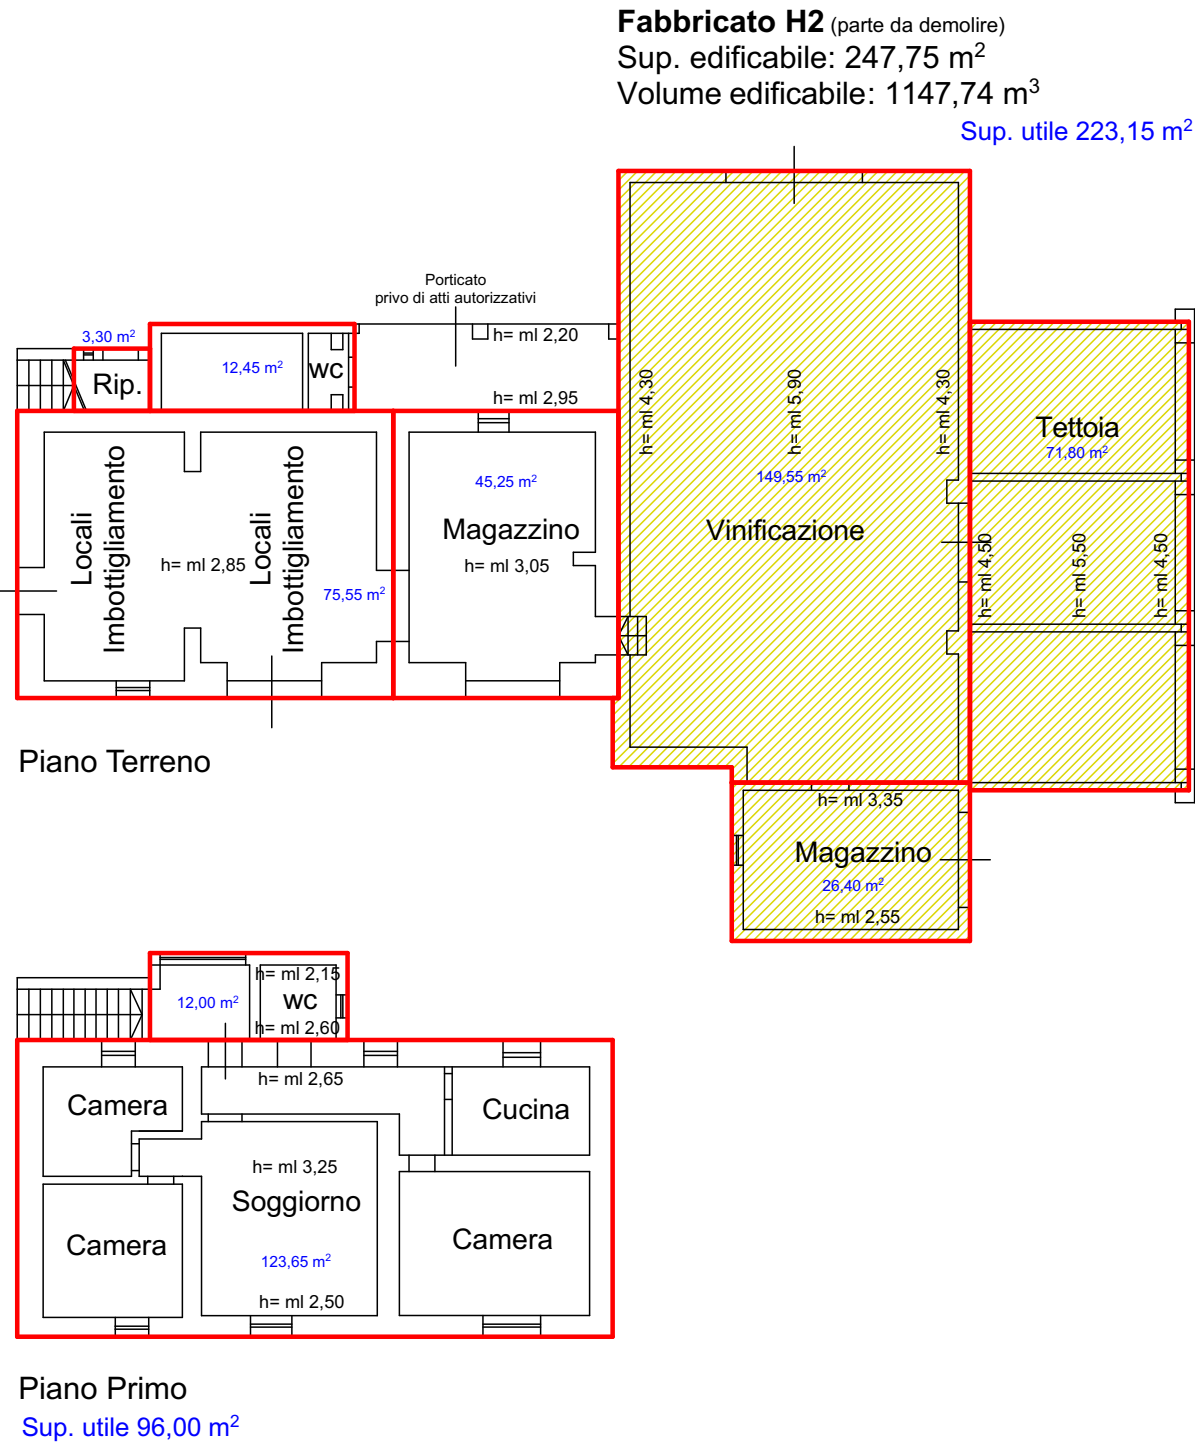 Fabbricato H2 (parte da demolire)
Sup. edificabile: 247,75 m²
Volume edificabile: 1147,74 m³
Sup. utile 223,15 m²
Porticato
privo di atti autorizzativi
h= ml 2,20
3,30 m²
12,45 m²
WC
Rip.
h= ml 2,95
h= ml 4,30
h= ml 5,90
h= ml 4,30
Tettoia
71,80 m²
45,25 m²
149,55 m²
Locali
Imbottigliamento
Locali
Imbottigliamento
Magazzino
Vinificazione
h= ml 2,85
h= ml 3,05
h= ml 4,50
h= ml 5,50
h= ml 4,50
75,55 m²
Piano Terreno
h= ml 3,35
Magazzino
26,40 m²
h= ml 2,55
h= ml 2,15
12,00 m²
WC
h= ml 2,60
h= ml 2,65
Camera
Cucina
h= ml 3,25
Soggiorno
Camera
Camera
123,65 m²
h= ml 2,50
Piano Primo
Sup. utile 96,00 m²